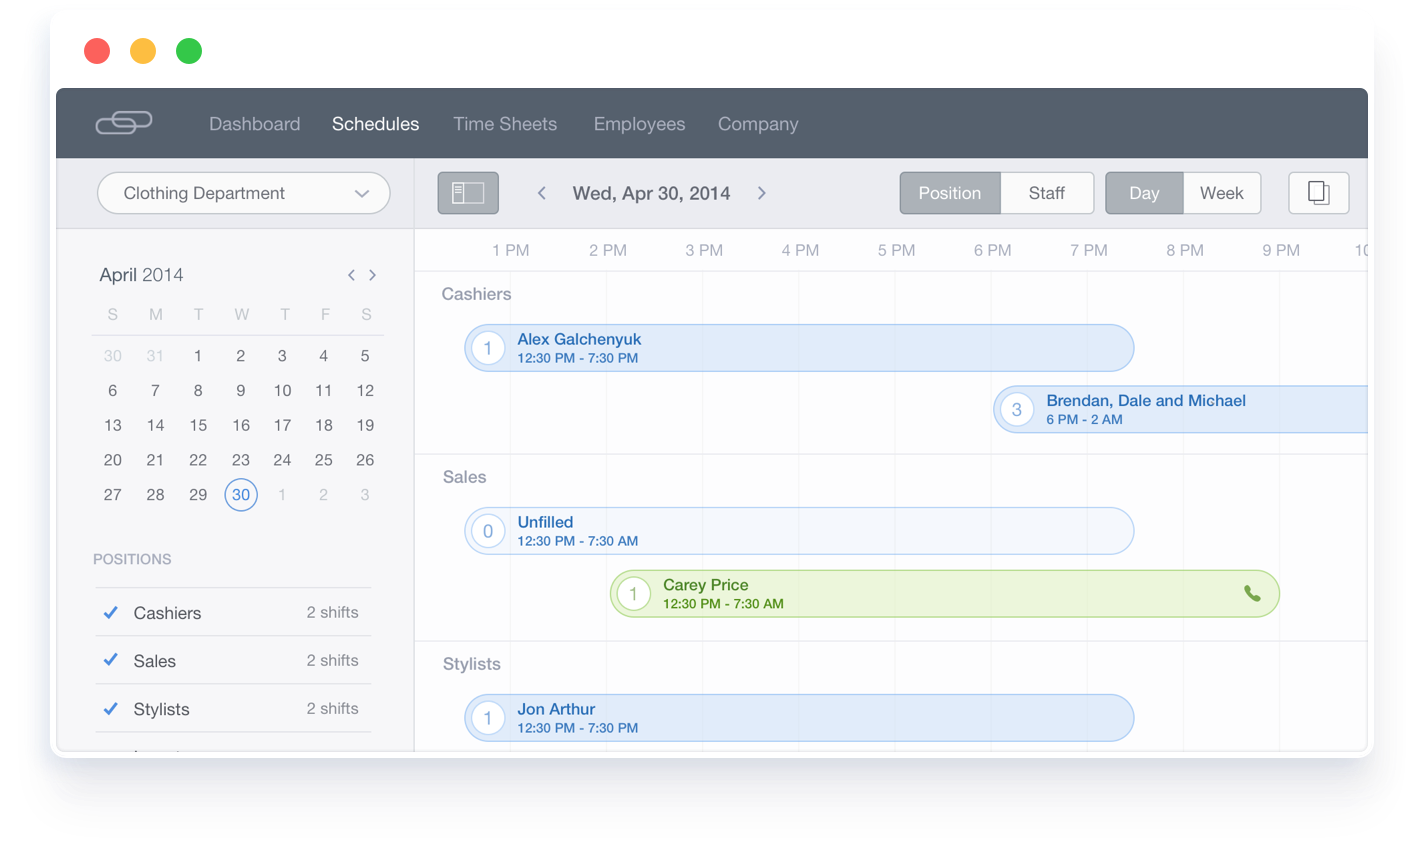 Dashboard Schedules Time Sheets Employees Company
Clothing Department
Wed, Apr 30, 2014
Position Staff Day Week
April 2014
S M T W T F S
30 31 1 2 3 4 5
6 7 8 9 10 11 12
13 14 15 16 17 18 19
20 21 22 23 24 25 26
27 28 29 30 1 2 3
POSITIONS
Cashiers 2 shifts
Sales 2 shifts
Stylists 2 shifts
1 PM 2 PM 3 PM 4 PM 5 PM 6 PM 7 PM 8 PM 9 PM
Cashiers
1 Alex Galchenyuk
12:30 PM - 7:30 PM
3 Brendan, Dale and Michael
6 PM - 2 AM
Sales
0 Unfilled
12:30 PM - 7:30 AM
1 Carey Price
12:30 PM - 7:30 AM
Stylists
1 Jon Arthur
12:30 PM - 7:30 PM